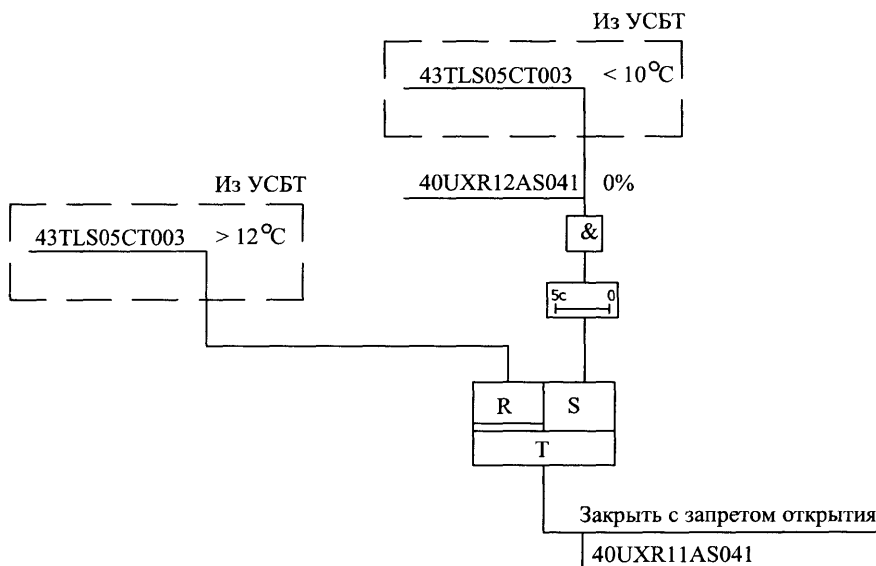 Из УСБТ
43TLS05CT003 < 10°C
40UXR12AS041 0%
Из УСБТ
43TLS05CT003 > 12°C
&
5с 0
R S
T
Закрыть с запретом открытия
40UXR11AS041